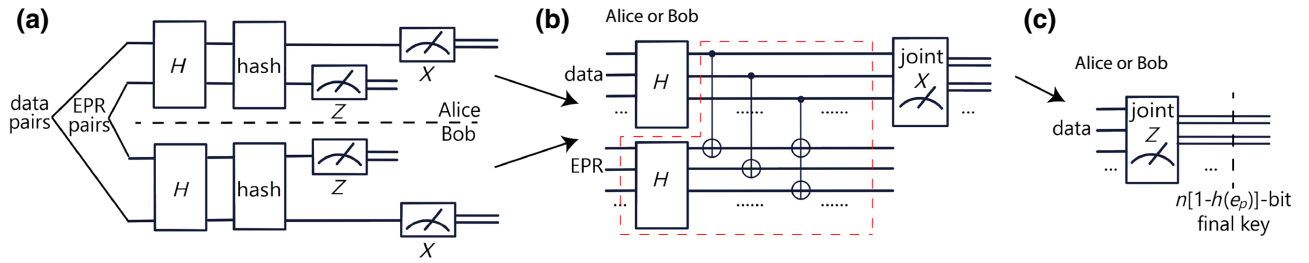 (a)
H
hash
X
Z
data
pairs
EPR
pairs
Alice
Bob
H
hash
Z
X
(b)
Alice or Bob
H
data
...
......
......
joint
X
...
EPR
H
...
......
......
(c)
Alice or Bob
data
joint
Z
...
...
n[1-h(eₚ)]-bit
final key